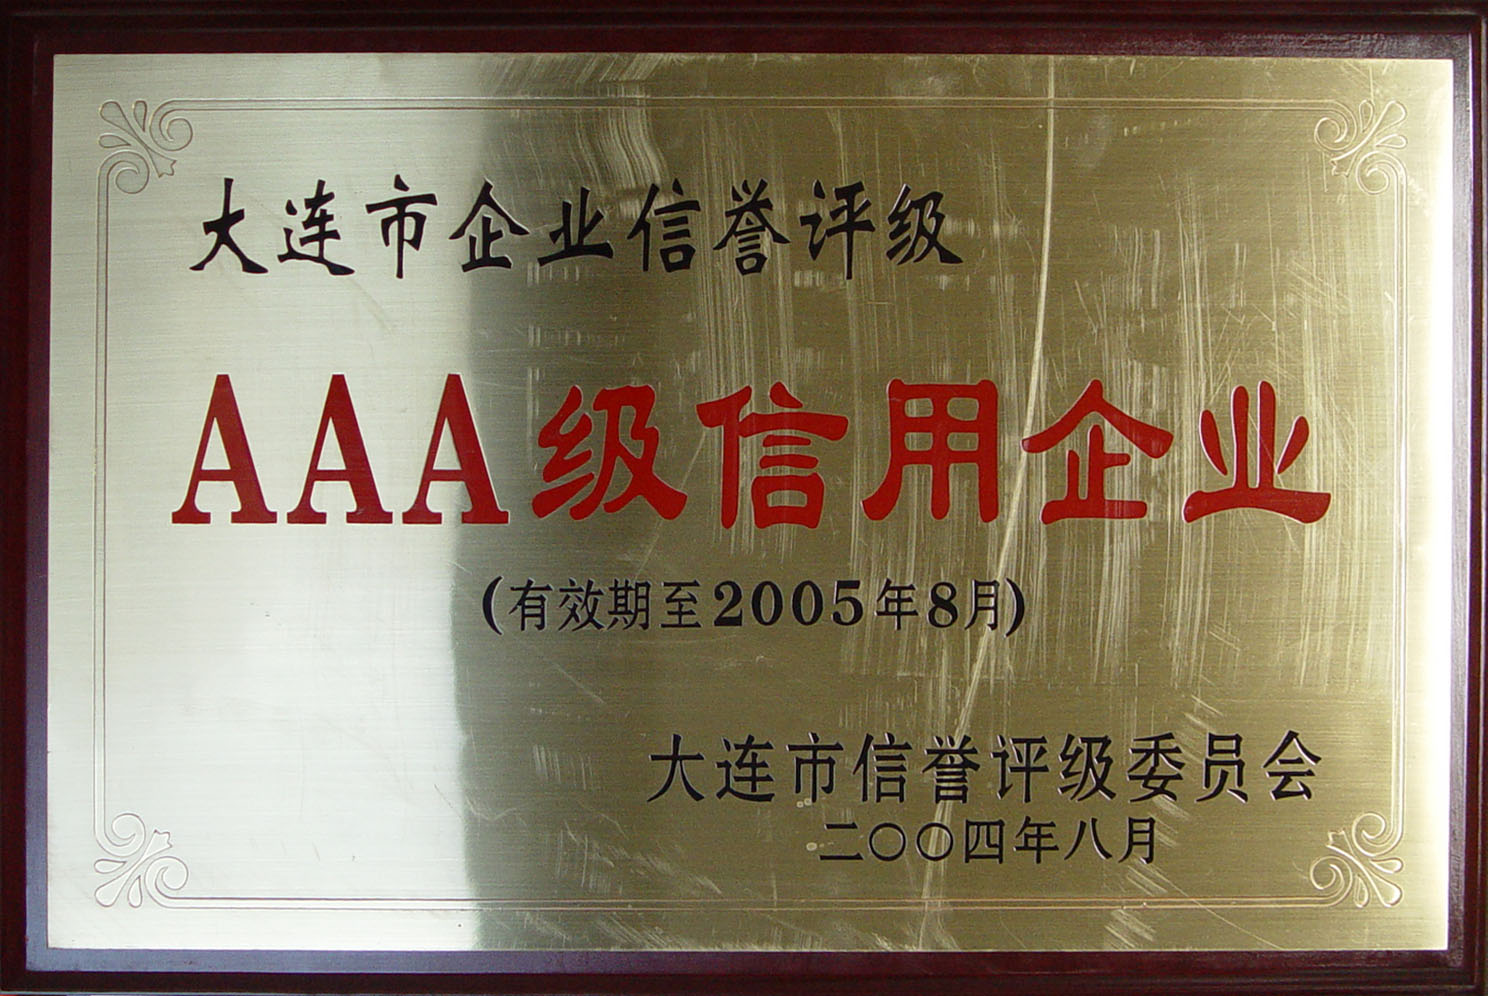 大连市企业信誉评级
AAA级信用企业
(有效期至2005年8月)
大连市信誉评级委员会
二〇〇四年八月